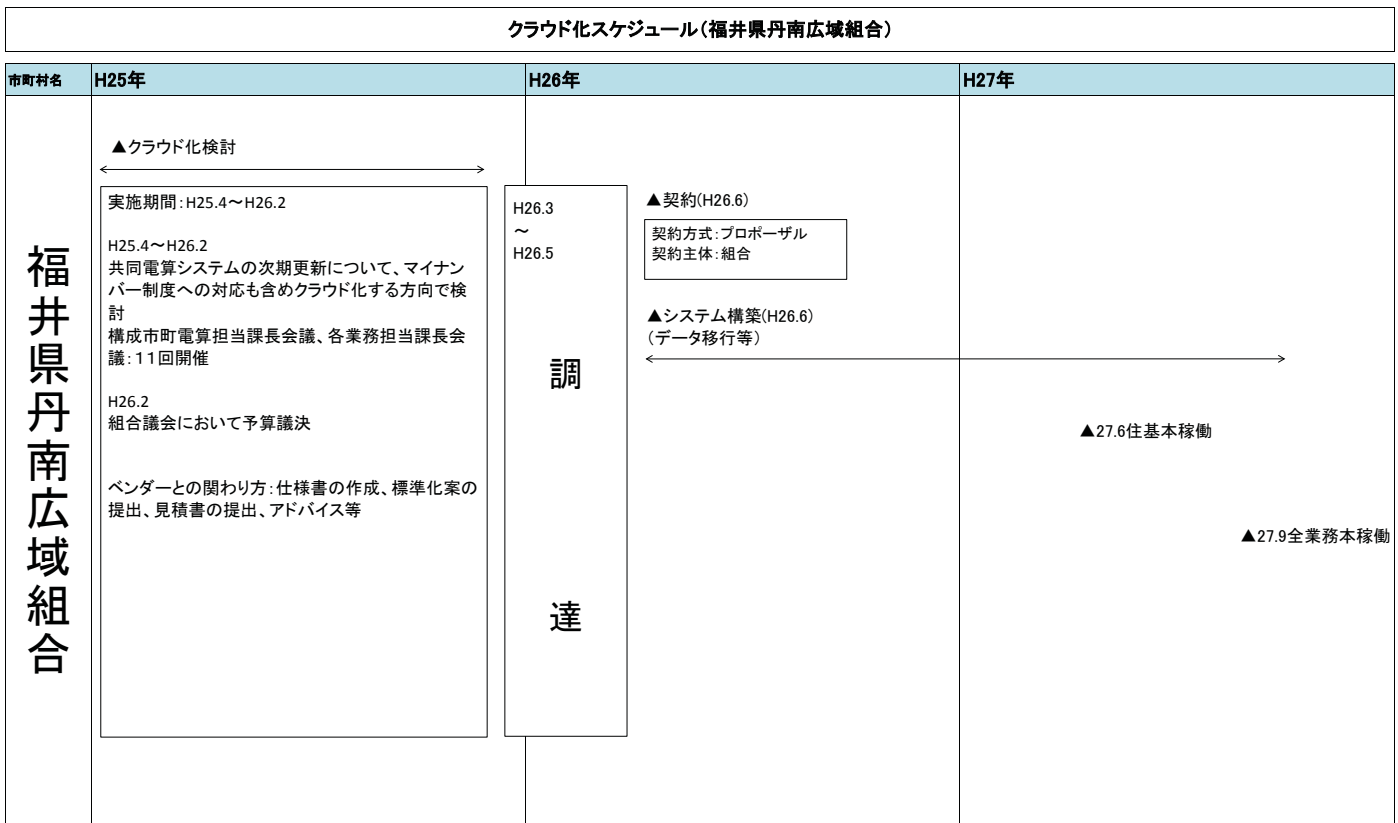 クラウド化スケジュール（福井県丹南広域組合）
市町村名
H25年
H26年
H27年
福井県丹南広域組合
▲クラウド化検討
実施期間：H25.4～H26.2
H25.4～H26.2
共同電算システムの次期更新について、マイナン
バー制度への対応も含めクラウド化する方向で検
討
構成市町電算担当課長会議、各業務担当課長会
議：１１回開催
H26.2
組合議会において予算議決
ベンダーとの関わり方：仕様書の作成、標準化案の
提出、見積書の提出、アドバイス等
H26.3
～
H26.5
調
達
▲契約(H26.6)
契約方式：プロポーザル
契約主体：組合
▲システム構築(H26.6)
（データ移行等）
▲27.6住基本稼働
▲27.9全業務本稼働